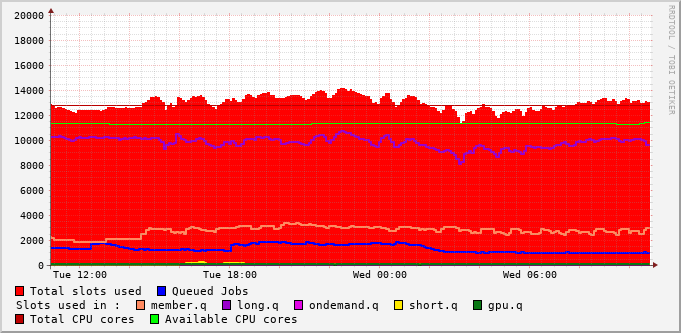 20000
18000
16000
14000
12000
10000
8000
6000
4000
2000
0
Tue 12:00 Tue 18:00 Wed 00:00 Wed 06:00
Total slots used Queued Jobs
Slots used in : member.q long.q ondemand.q short.q gpu.q
Total CPU cores Available CPU cores
RRDTOOL / TOBI OETIKER